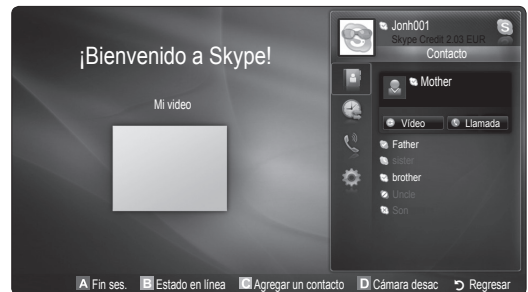 ¡Bienvenido a Skype!
Mi video
Jonh001
Skype Credit 2.03 EUR
Contacto
Mother
Vídeo
Llamada
Father
sister
brother
Uncle
Son
A Fin ses. B Estado en línea C Agregar un contacto D Cámara desac Regresar